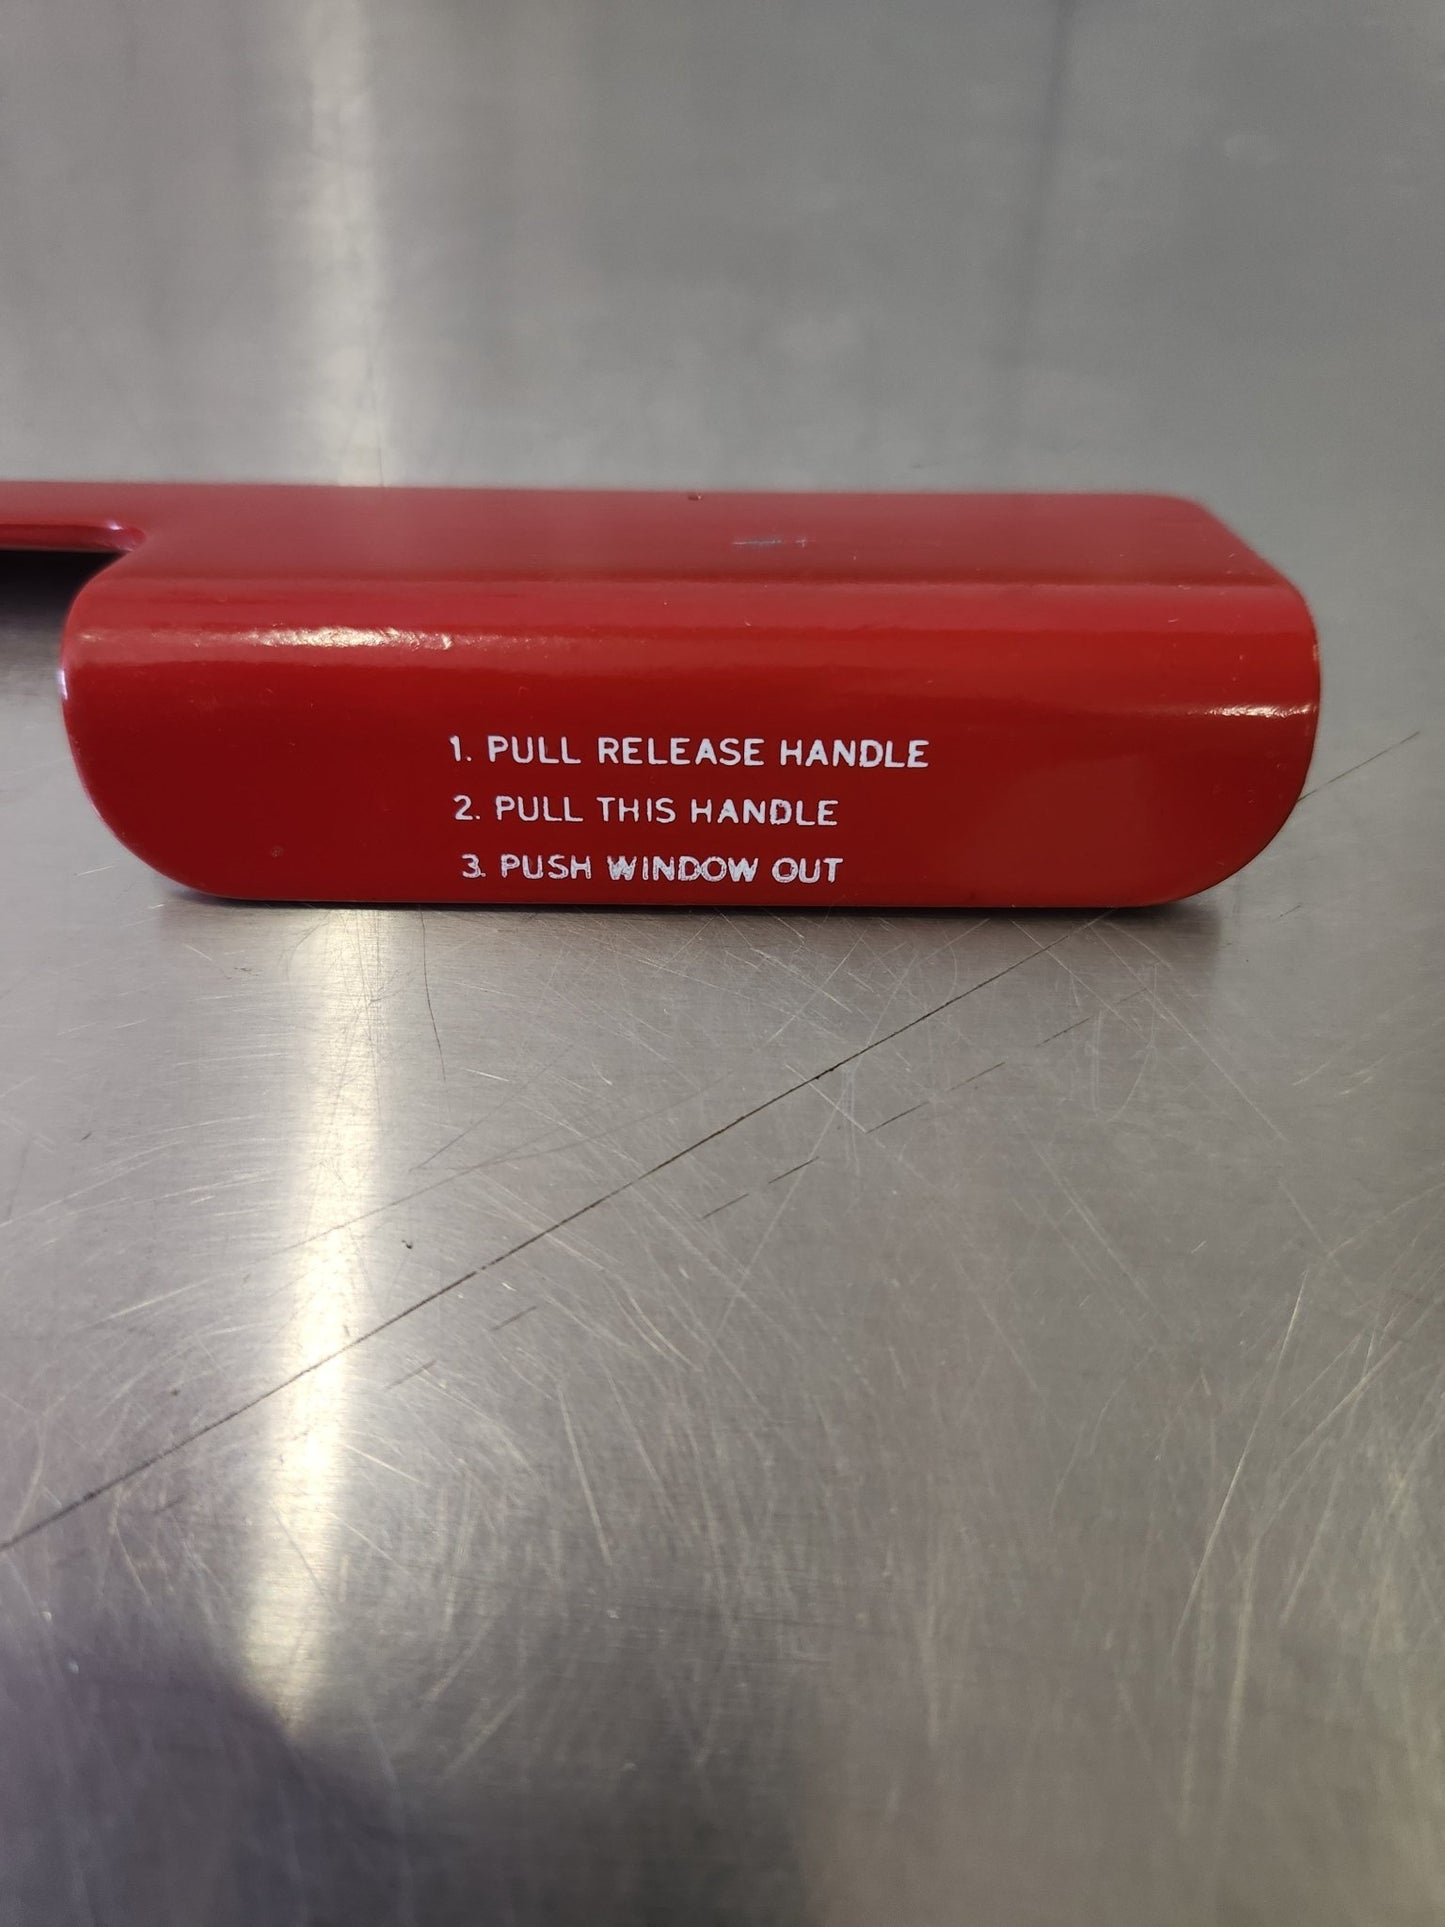 1. PULL RELEASE HANDLE
2. PULL THIS HANDLE
3. PUSH WINDOW OUT